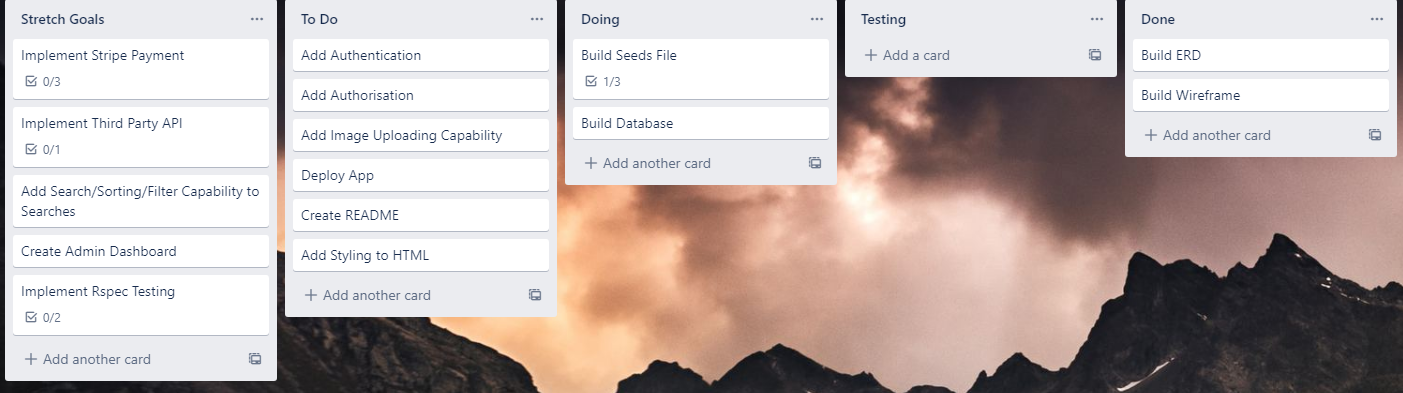 Stretch Goals
Implement Stripe Payment
0/3
Implement Third Party API
0/1
Add Search/Sorting/Filter Capability to
Searches
Create Admin Dashboard
Implement Rspec Testing
0/2
+ Add another card
To Do
Add Authentication
Add Authorisation
Add Image Uploading Capability
Deploy App
Create README
Add Styling to HTML
+ Add another card
Doing
Build Seeds File
1/3
Build Database
+ Add another card
Testing
+ Add a card
Done
Build ERD
Build Wireframe
+ Add another card